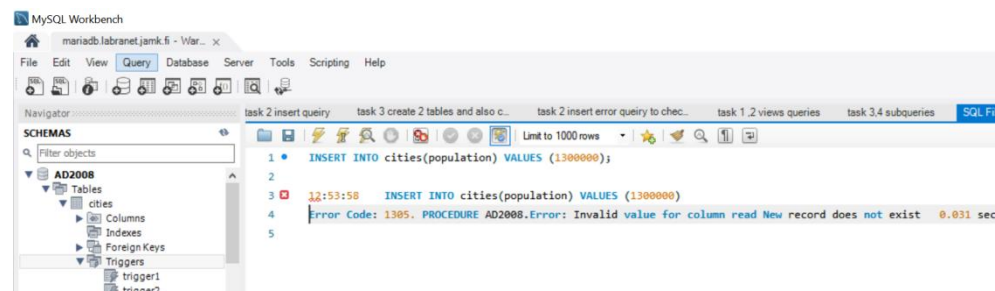 MySQL Workbench
mariadb.labranet.jamk.fi - War... x
File Edit View Query Database Server Tools Scripting Help
Navigator
task 2 insert queiry task 3 create 2 tables and also c... task 2 insert error queiry to chec... task 1 ,2 views queries task 3,4 subqueries SQL Fi
SCHEMAS
Limit to 1000 rows
Filter objects
1 INSERT INTO cities(population) VALUES (1300000);
AD2008
2
Tables
3 12:53:58 INSERT INTO cities(population) VALUES (1300000)
cities
4 Error Code: 1305. PROCEDURE AD2008.Error: Invalid value for column read New record does not exist 0.031 sec
Columns
5
Indexes
Foreign Keys
Triggers
trigger1
trigger2